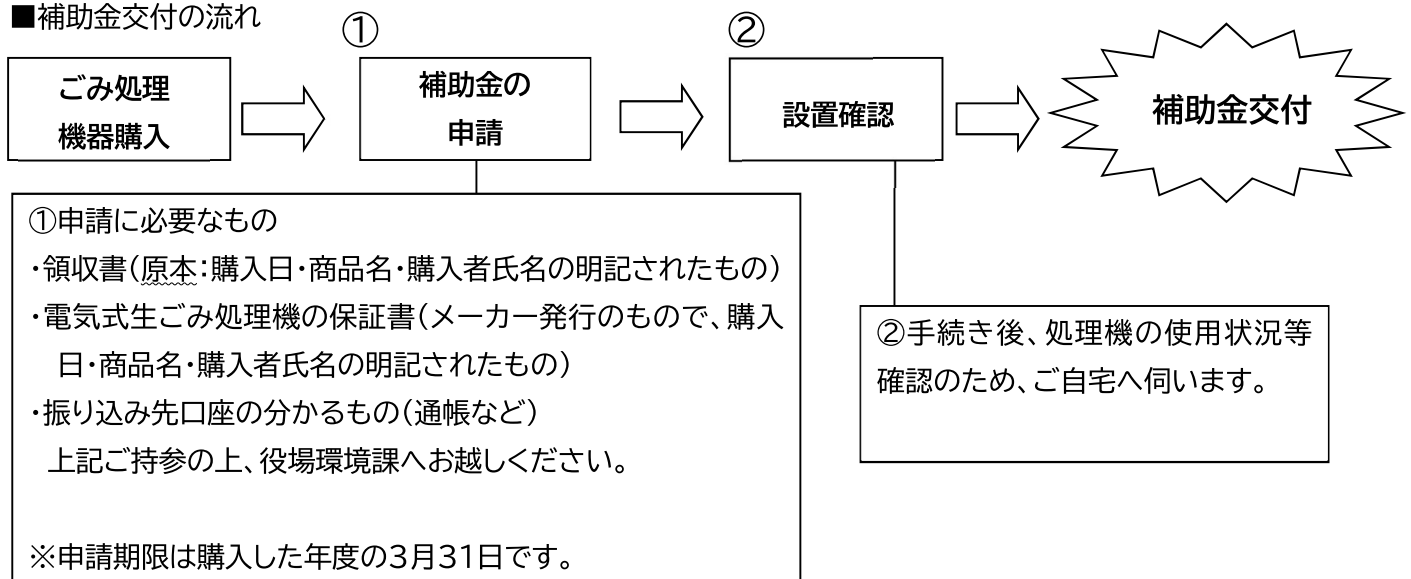 ■補助金交付の流れ
①
②
ごみ処理
機器購入
補助金の
申請
設置確認
補助金交付
①申請に必要なもの
・領収書(原本:購入日・商品名・購入者氏名の明記されたもの)
・電気式生ごみ処理機の保証書(メーカー発行のもので、購入
日・商品名・購入者氏名の明記されたもの)
・振り込み先口座の分かるもの(通帳など)
上記ご持参の上、役場環境課へお越しください。
※申請期限は購入した年度の3月31日です。
②手続き後、処理機の使用状況等
確認のため、ご自宅へ伺います。